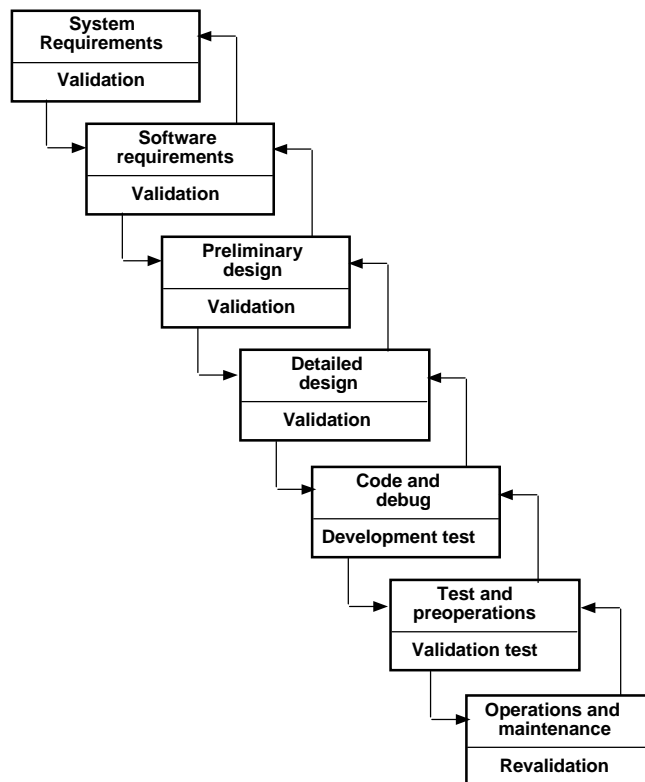 System
Requirements
Validation
Software
requirements
Validation
Preliminary
design
Validation
Detailed
design
Validation
Code and
debug
Development test
Test and
preoperations
Validation test
Operations and
maintenance
Revalidation